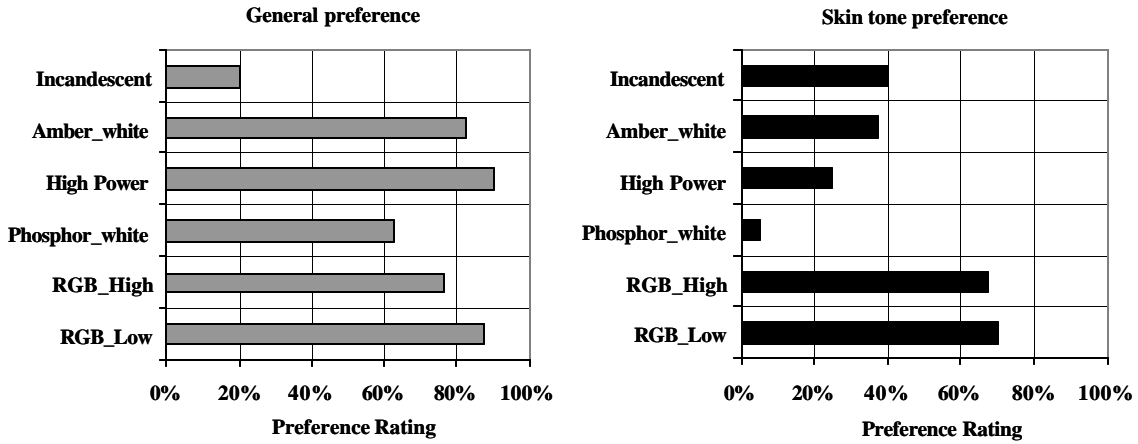 General preference
Incandescent
Amber_white
High Power
Phosphor_white
RGB_High
RGB_Low
0% 20% 40% 60% 80% 100%
Preference Rating
Skin tone preference
Incandescent
Amber_white
High Power
Phosphor_white
RGB_High
RGB_Low
0% 20% 40% 60% 80% 100%
Preference Rating